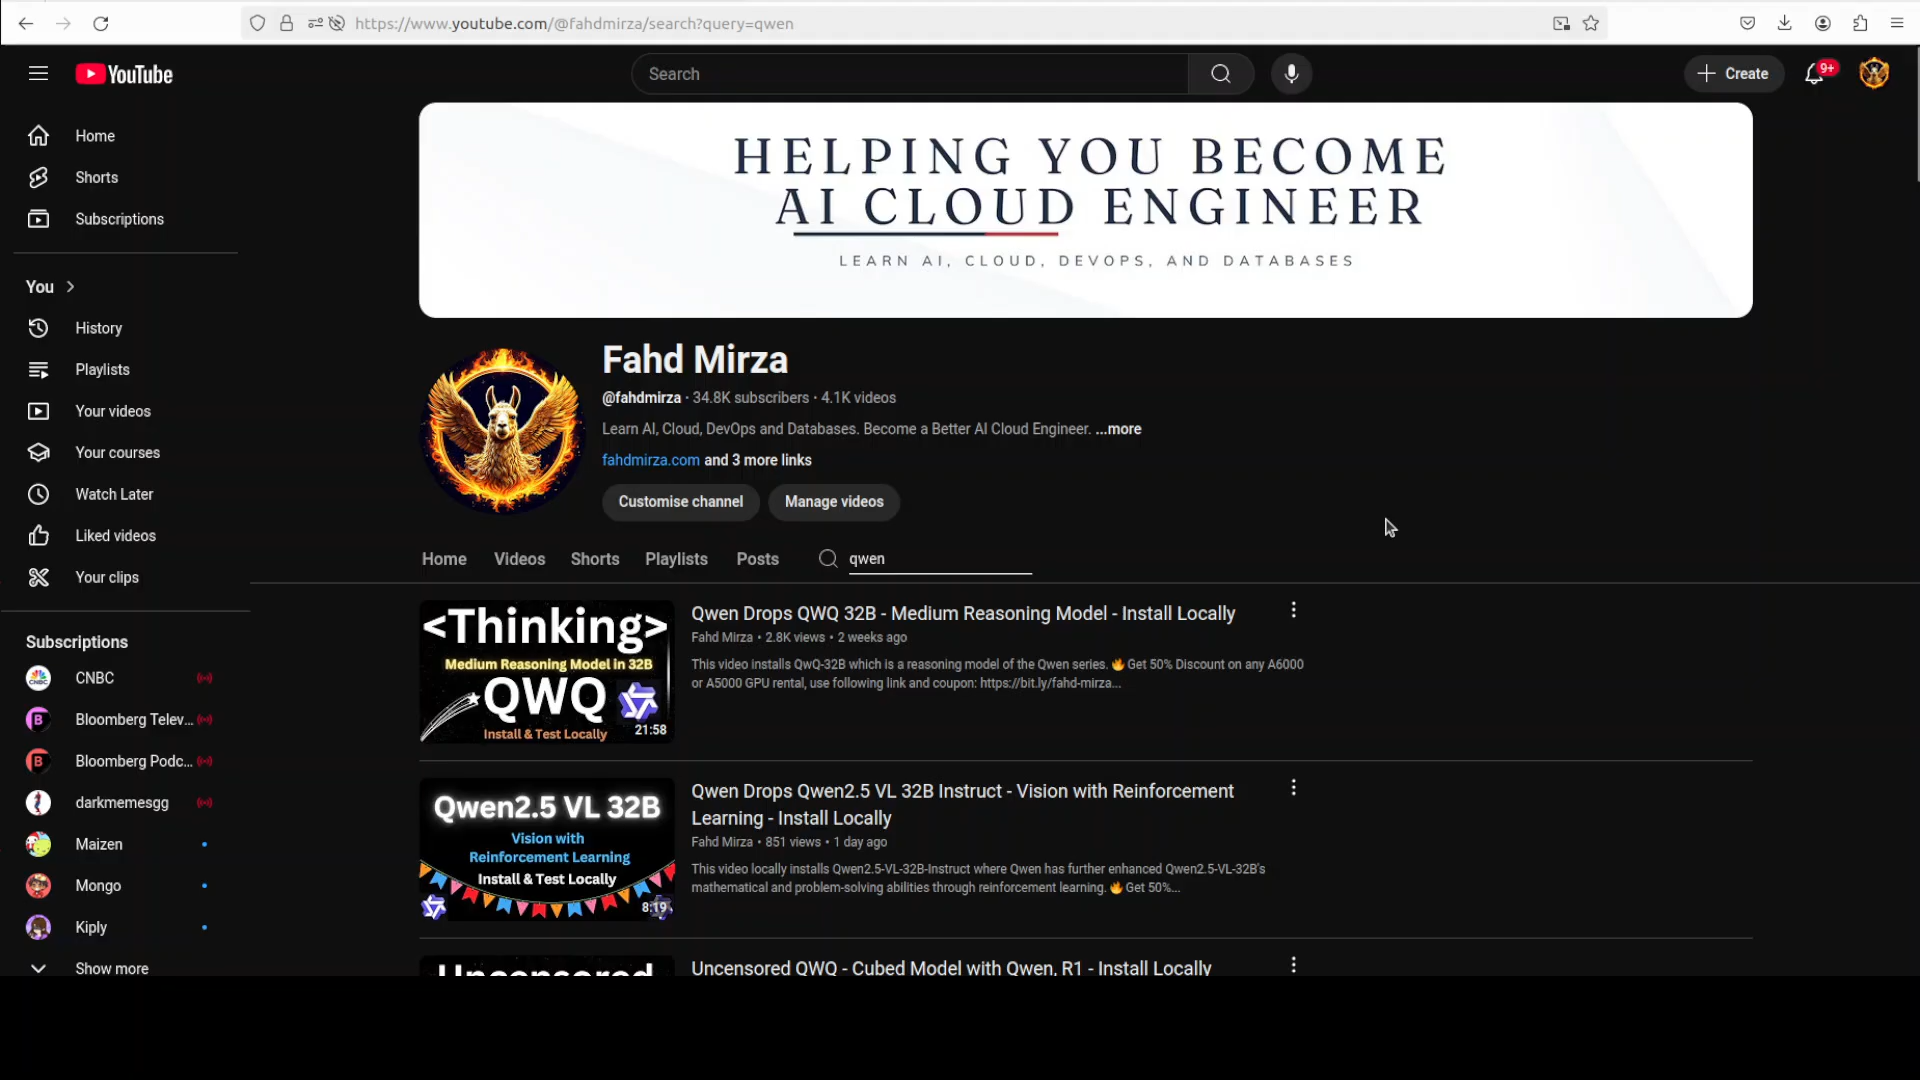 https://www.youtube.com/@fahdmirza/search?query=qwen
YouTube
Search
Create
9+
Home
Shorts
Subscriptions
You
History
Playlists
Your videos
Your courses
Watch Later
Liked videos
Your clips
Subscriptions
CNBC
Bloomberg Telev...
Bloomberg Podc...
darkmemesgg
Maizen
Mongo
Kiply
Show more
HELPING YOU BECOME
AI CLOUD ENGINEER
LEARN AI, CLOUD, DEVOPS, AND DATABASES
Fahd Mirza
@fahdmirza · 34.8K subscribers · 4.1K videos
Learn AI, Cloud, DevOps and Databases. Become a Better AI Cloud Engineer. ...more
fahdmirza.com and 3 more links
Customise channel Manage videos
Home Videos Shorts Playlists Posts qwen
<Thinking>
Medium Reasoning Model in 32B
QWQ
Install & Test Locally
21:58
Qwen Drops QWQ 32B - Medium Reasoning Model - Install Locally
Fahd Mirza • 2.8K views • 2 weeks ago
This video installs QwQ-32B which is a reasoning model of the Qwen series. 🔥Get 50% Discount on any A6000
or A5000 GPU rental, use following link and coupon: https://bit.ly/fahd-mirza...
Qwen2.5 VL 32B
Vision with
Reinforcement Learning
Install & Test Locally
8:19
Qwen Drops Qwen2.5 VL 32B Instruct - Vision with Reinforcement
Learning - Install Locally
Fahd Mirza • 851 views • 1 day ago
This video locally installs Qwen2.5-VL-32B-Instruct where Qwen has further enhanced Qwen2.5-VL-32B's
mathematical and problem-solving abilities through reinforcement learning. 🔥Get 50%...
Uncensored
Uncensored QWQ - Cubed Model with Qwen, R1 - Install Locally